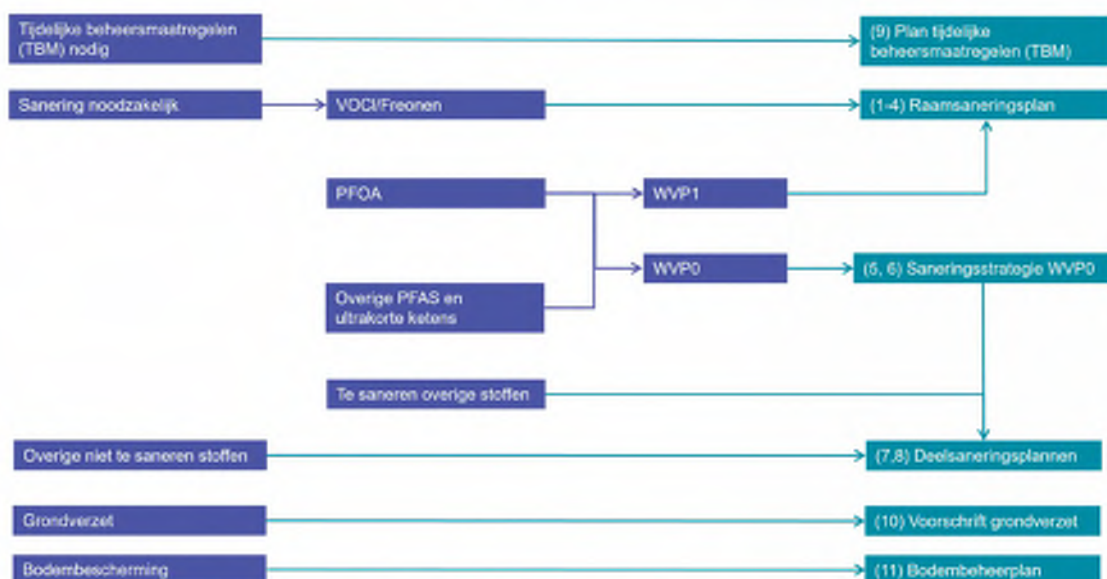 Tijdelijke beheersmaatregelen
(TBM) nodig
(9) Plan tijdelijke
beheersmaatregelen (TBM)
Sanering noodzakelijk
VOCl/Freonen
(1-4) Raamsaneringsplan
PFOA
WVP1
WVP0
(5, 6) Saneringsstrategie WVP0
Overige PFAS en
ultrakorte ketens
Te saneren overige stoffen
Overige niet te saneren stoffen
(7,8) Deelsaneringsplannen
Grondverzet
(10) Voorschrift grondverzet
Bodembescherming
(11) Bodembeheerplan